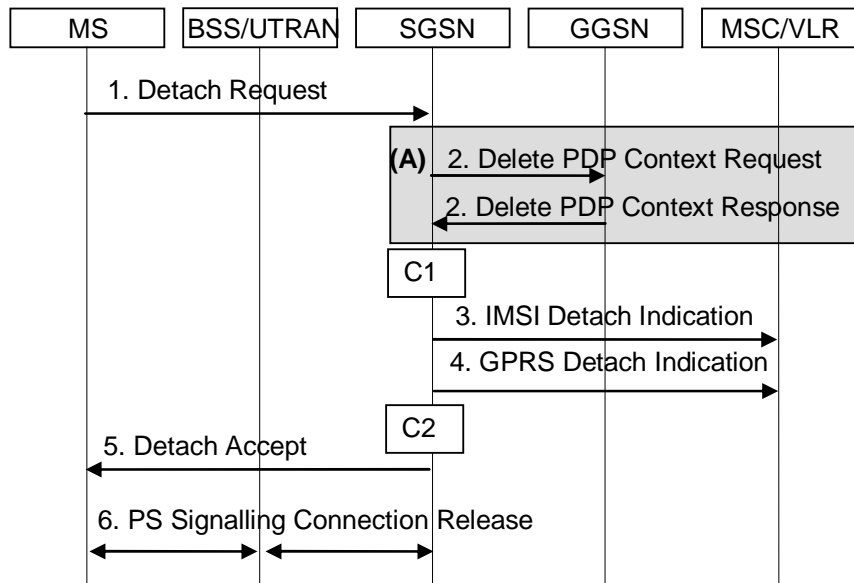 MS BSS/UTRAN SGSN GGSN MSC/VLR
1. Detach Request
(A) 2. Delete PDP Context Request
2. Delete PDP Context Response
C1
3. IMSI Detach Indication
4. GPRS Detach Indication
C2
5. Detach Accept
6. PS Signalling Connection Release